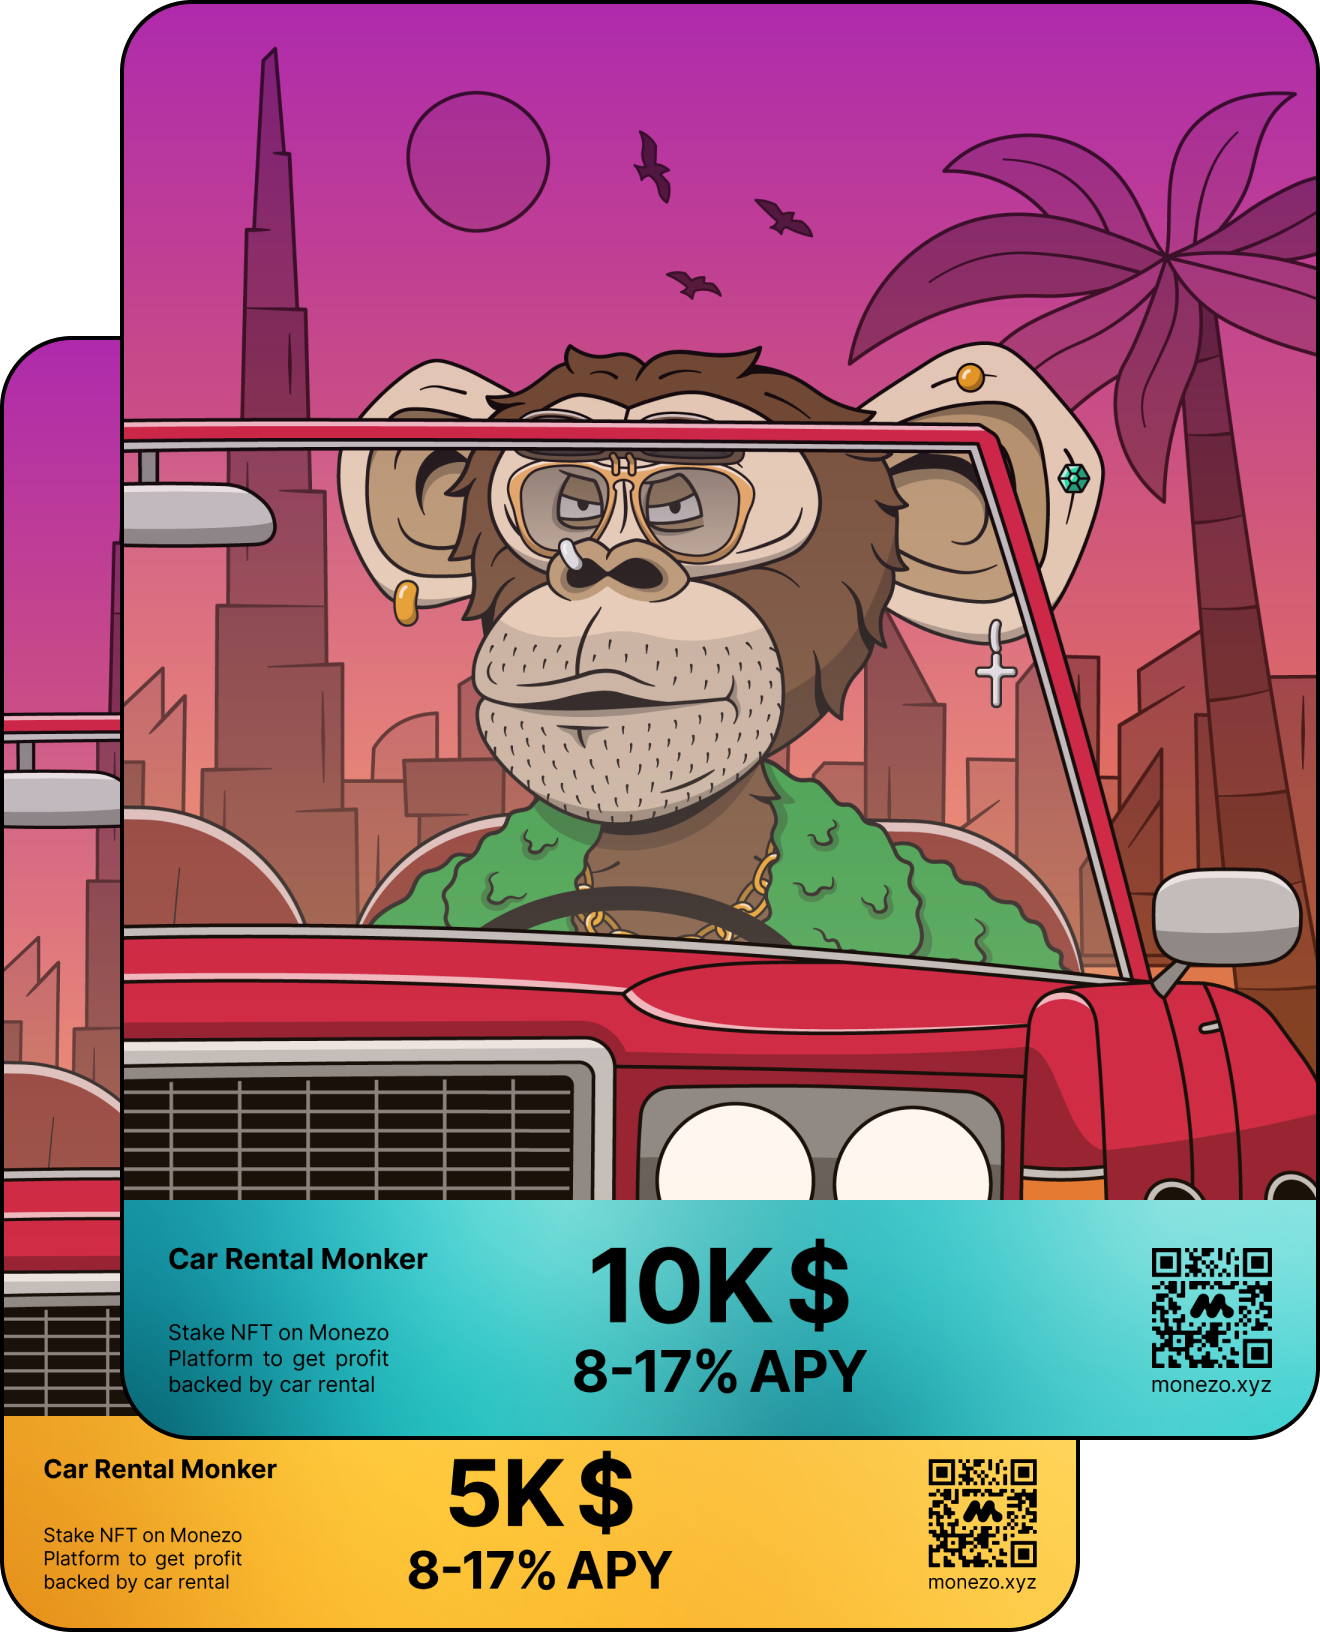 Car Rental Monker
Stake NFT on Monezo
Platform to get profit
backed by car rental
10K $
8-17% APY
monezo.xyz
Car Rental Monker
Stake NFT on Monezo
Platform to get profit
backed by car rental
5K $
8-17% APY
monezo.xyz